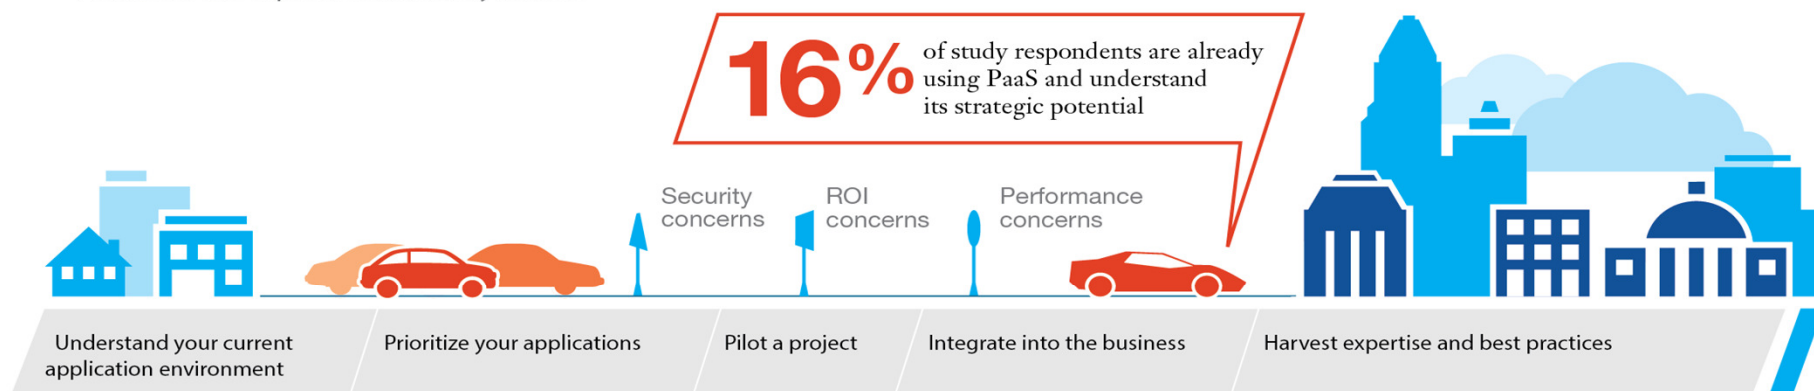 16%
of study respondents are already
using PaaS and understand
its strategic potential
Security
concerns
ROI
concerns
Performance
concerns
Understand your current
application environment
Prioritize your applications
Pilot a project
Integrate into the business
Harvest expertise and best practices